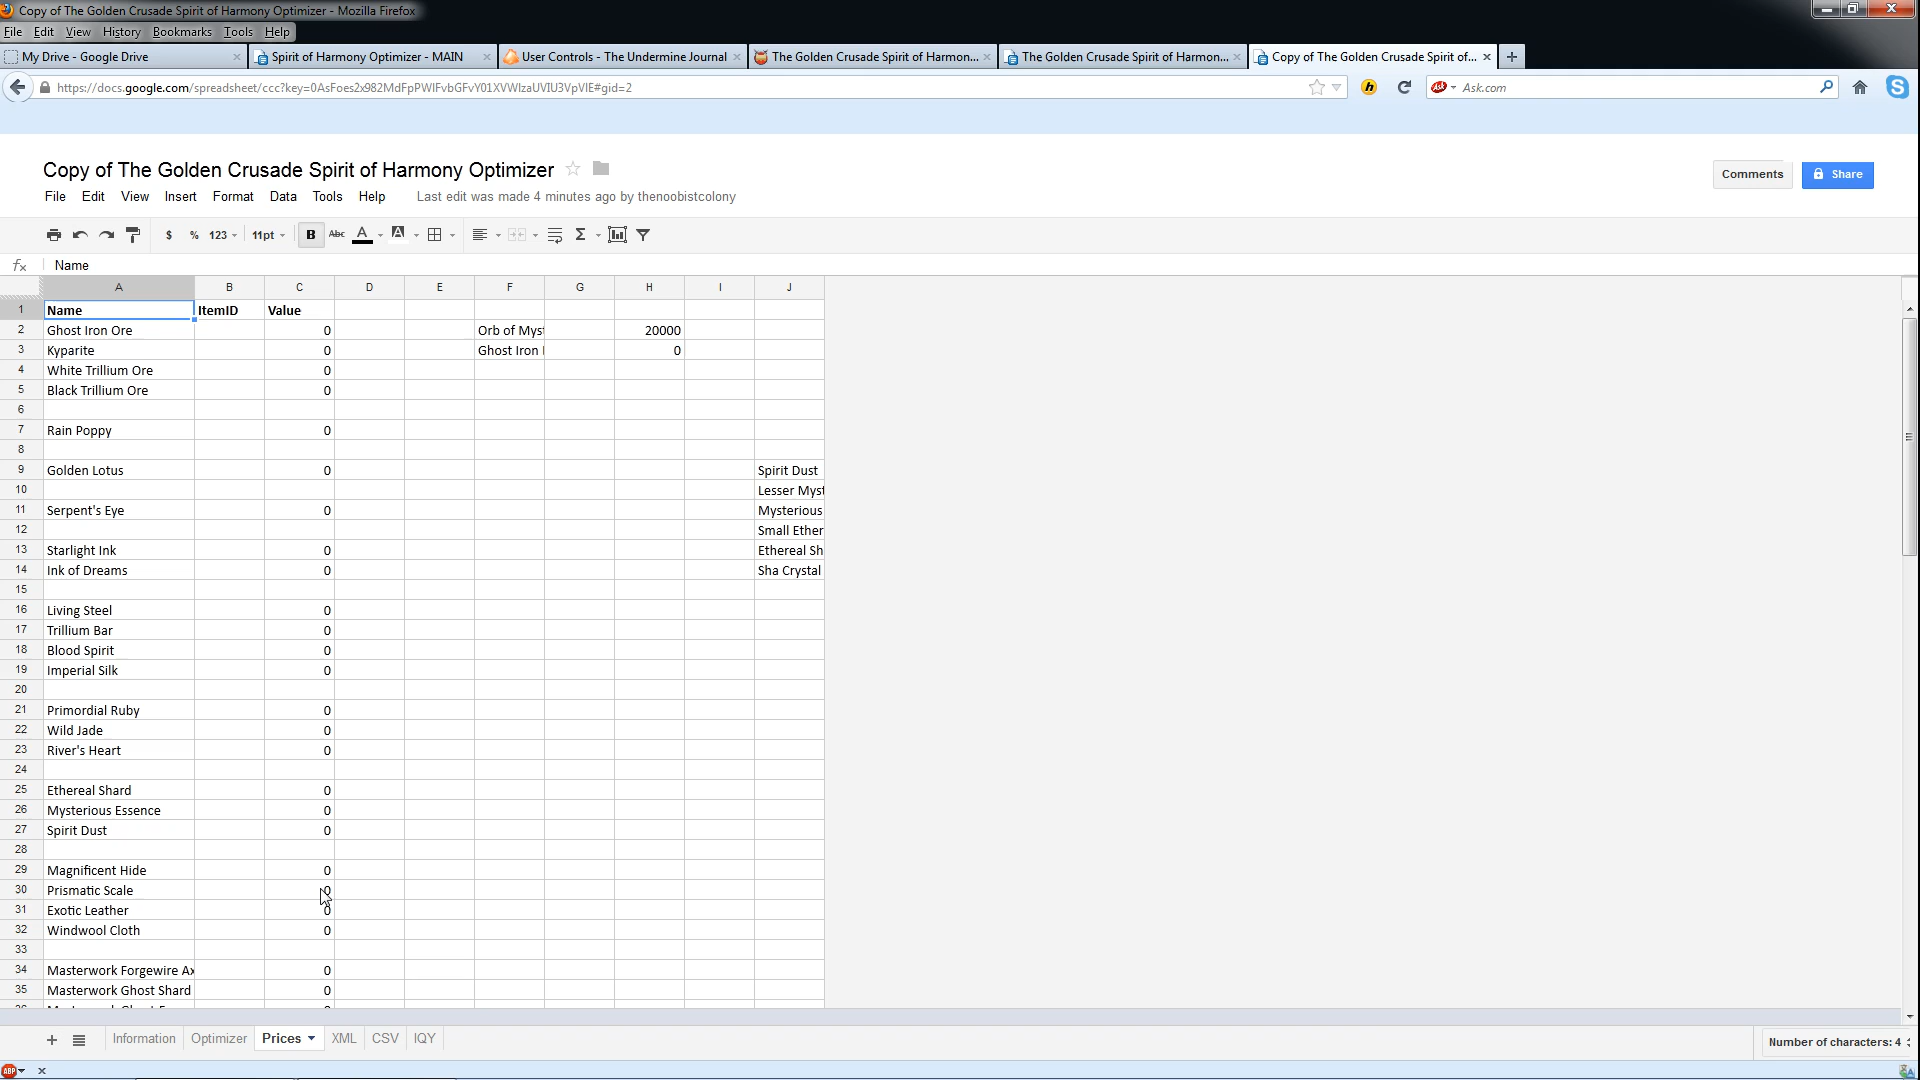 Copy of The Golden Crusade Spirit of Harmony Optimizer - Mozilla Firefox
File Edit View History Bookmarks Tools Help
My Drive - Google Drive
Spirit of Harmony Optimizer - MAIN
User Controls - The Undermine Journal
The Golden Crusade Spirit of Harmon...
The Golden Crusade Spirit of Harmon...
Copy of The Golden Crusade Spirit of...
https://docs.google.com/spreadsheet/ccc?key=0AsFoes2x982MdFpPWlFvbGFvY01XVWlzaUVIU3VpVlE#gid=2
Ask.com
Copy of The Golden Crusade Spirit of Harmony Optimizer
Comments
Share
File Edit View Insert Format Data Tools Help
Last edit was made 4 minutes ago by thenoobistcolony
$ % 123 11pt B Abc A A Σ
fx Name
A B C D E F G H I J
1 Name ItemID Value
2 Ghost Iron Ore 0 Orb of Myst 20000
3 Kyparite 0 Ghost Iron 0
4 White Trillium Ore 0
5 Black Trillium Ore 0
6
7 Rain Poppy 0
8
9 Golden Lotus 0 Spirit Dust
10 Lesser Myst
11 Serpent's Eye 0 Mysterious
12 Small Ether
13 Starlight Ink 0 Ethereal Sh
14 Ink of Dreams 0 Sha Crystal
15
16 Living Steel 0
17 Trillium Bar 0
18 Blood Spirit 0
19 Imperial Silk 0
20
21 Primordial Ruby 0
22 Wild Jade 0
23 River's Heart 0
24
25 Ethereal Shard 0
26 Mysterious Essence 0
27 Spirit Dust 0
28
29 Magnificent Hide 0
30 Prismatic Scale 0
31 Exotic Leather 0
32 Windwool Cloth 0
33
34 Masterwork Forgewire Ax 0
35 Masterwork Ghost Shard 0
Information Optimizer Prices XML CSV IQY
Number of characters: 4
ABP